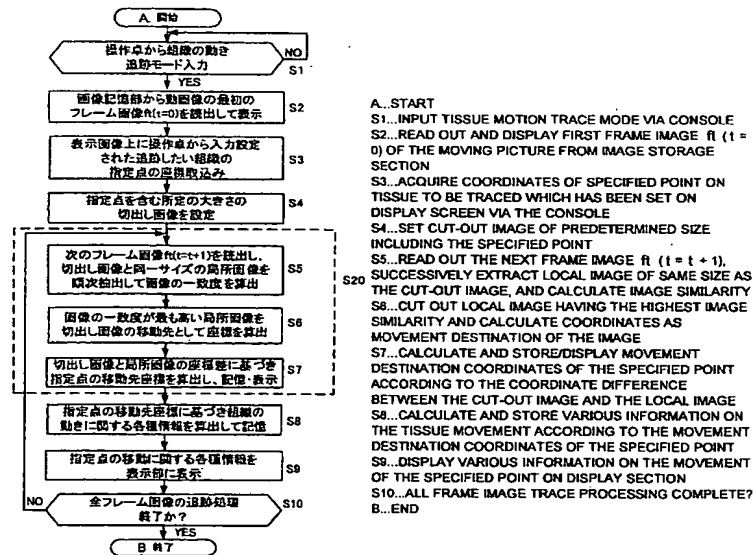 A 開始
操作卓から組織の動き
追跡モード入力
NO
S1
YES
画像記憶部から動画像の最初の
フレーム画像ft(t=0)を読出して表示
S2
表示画像上に操作卓から入力設定
された追跡したい組織の
指定点の座標取込み
S3
指定点を含む所定の大きさの
切出し画像を設定
S4
次のフレーム画像ft(t=t+1)を読出し、
切出し画像と同一サイズの局所画像を
順次抽出して画像の一致度を算出
S5
S20
画像の一致度が最も高い局所画像を
切出し画像の移動先として座標を算出
S6
切出し画像と局所画像の座標差に基づき
指定点の移動先座標を算出し、記憶・表示
S7
指定点の移動先座標に基づき組織の
動きに関する各種情報を算出して記憶
S8
指定点の移動に関する各種情報を
表示部に表示
S9
NO
全フレーム画像の追跡処理
終了か?
S10
YES
B 終了
A...START
S1...INPUT TISSUE MOTION TRACE MODE VIA CONSOLE
S2...READ OUT AND DISPLAY FIRST FRAME IMAGE ft (t =
0) OF THE MOVING PICTURE FROM IMAGE STORAGE
SECTION
S3...ACQUIRE COORDINATES OF SPECIFIED POINT ON
TISSUE TO BE TRACED WHICH HAS BEEN SET ON
DISPLAY SCREEN VIA THE CONSOLE
S4...SET CUT-OUT IMAGE OF PREDETERMINED SIZE
INCLUDING THE SPECIFIED POINT
S5...READ OUT THE NEXT FRAME IMAGE ft (t = t + 1),
SUCCESSIVELY EXTRACT LOCAL IMAGE OF SAME SIZE AS
THE CUT-OUT IMAGE, AND CALCULATE IMAGE SIMILARITY
S6...CUT OUT LOCAL IMAGE HAVING THE HIGHEST IMAGE
SIMILARITY AND CALCULATE COORDINATES AS
MOVEMENT DESTINATION OF THE IMAGE
S7...CALCULATE AND STORE/DISPLAY MOVEMENT
DESTINATION COORDINATES OF THE SPECIFIED POINT
ACCORDING TO THE COORDINATE DIFFERENCE
BETWEEN THE CUT-OUT IMAGE AND THE LOCAL IMAGE
S8...CALCULATE AND STORE VARIOUS INFORMATION ON
THE TISSUE MOVEMENT ACCORDING TO THE MOVEMENT
DESTINATION COORDINATES OF THE SPECIFIED POINT
S9...DISPLAY VARIOUS INFORMATION ON THE MOVEMENT
OF THE SPECIFIED POINT ON DISPLAY SECTION
S10...ALL FRAME IMAGE TRACE PROCESSING COMPLETE?
B...END